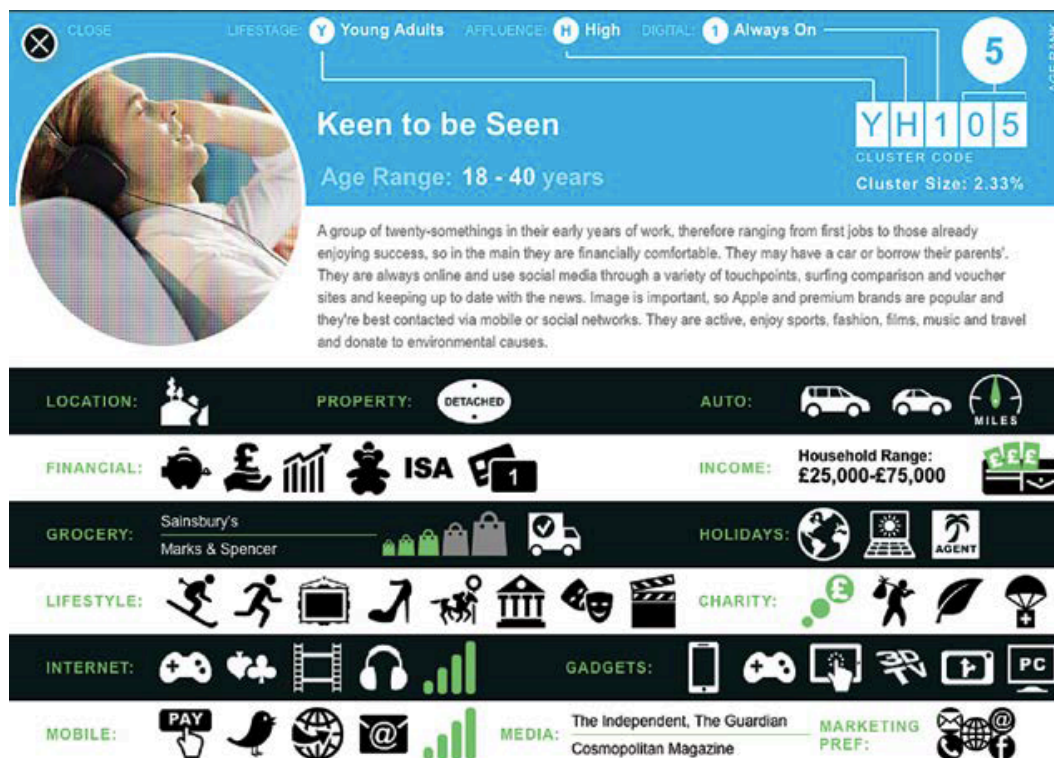 CLOSE
LIFESTAGE: Y Young Adults AFFLUENCE: H High DIGITAL: 1 Always On
5
AGE RANK
Keen to be Seen
YH105
CLUSTER CODE
Age Range: 18 - 40 years
Cluster Size: 2.33%
A group of twenty-somethings in their early years of work, therefore ranging from first jobs to those already
enjoying success, so in the main they are financially comfortable. They may have a car or borrow their parents'.
They are always online and use social media through a variety of touchpoints, surfing comparison and voucher
sites and keeping up to date with the news. Image is important, so Apple and premium brands are popular and
they're best contacted via mobile or social networks. They are active, enjoy sports, fashion, films, music and travel
and donate to environmental causes.
LOCATION: PROPERTY: DETACHED AUTO: MILES
FINANCIAL: £ ISA 1 INCOME: Household Range:
£25,000-£75,000
£££
GROCERY: Sainsbury's
Marks & Spencer
HOLIDAYS: AGENT
LIFESTYLE: CHARITY: £
INTERNET: GADGETS: 3D TV PC
MOBILE: PAY @ MEDIA: The Independent, The Guardian
Cosmopolitan Magazine
MARKETING
PREF: @ f